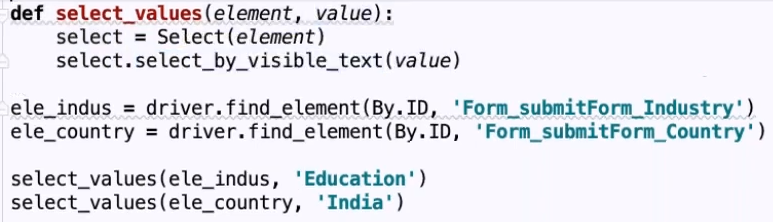 def select_values(element, value):
    select = Select(element)
    select.select_by_visible_text(value)

ele_indus = driver.find_element(By.ID, 'Form_submitForm_Industry')
ele_country = driver.find_element(By.ID, 'Form_submitForm_Country')

select_values(ele_indus, 'Education')
select_values(ele_country, 'India')